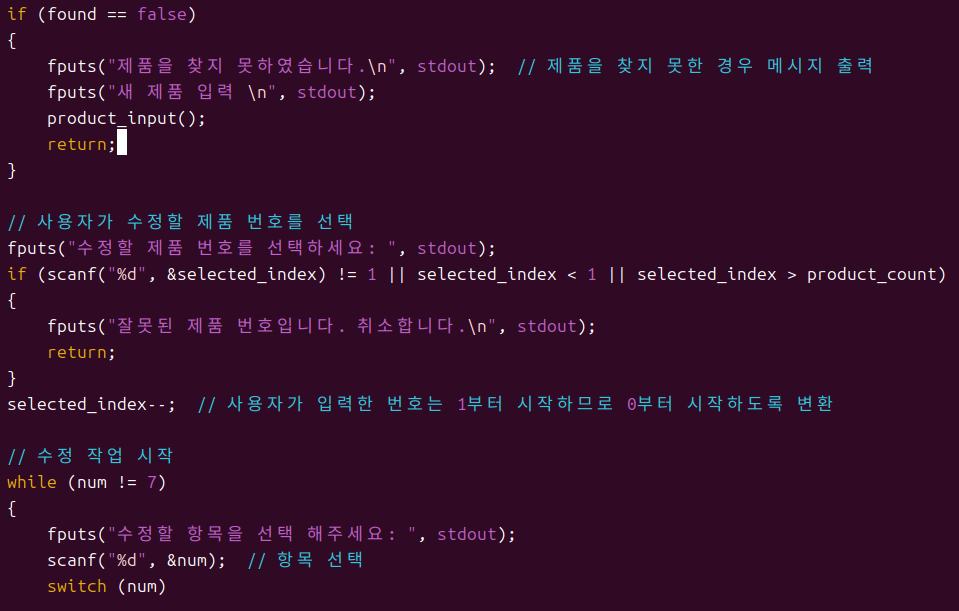 if (found == false)
{
    fputs("제품을 찾지 못하였습니다.\n", stdout);  // 제품을 찾지 못한 경우 메시지 출력
    fputs("새 제품 입력 \n", stdout);
    product_input();
    return;
}

// 사용자가 수정할 제품 번호를 선택
fputs("수정할 제품 번호를 선택하세요: ", stdout);
if (scanf("%d", &selected_index) != 1 || selected_index < 1 || selected_index > product_count)
{
    fputs("잘못된 제품 번호입니다. 취소합니다.\n", stdout);
    return;
}
selected_index--;  // 사용자가 입력한 번호는 1부터 시작하므로 0부터 시작하도록 변환

// 수정 작업 시작
while (num != 7)
{
    fputs("수정할 항목을 선택 해주세요: ", stdout);
    scanf("%d", &num);  // 항목 선택
    switch (num)